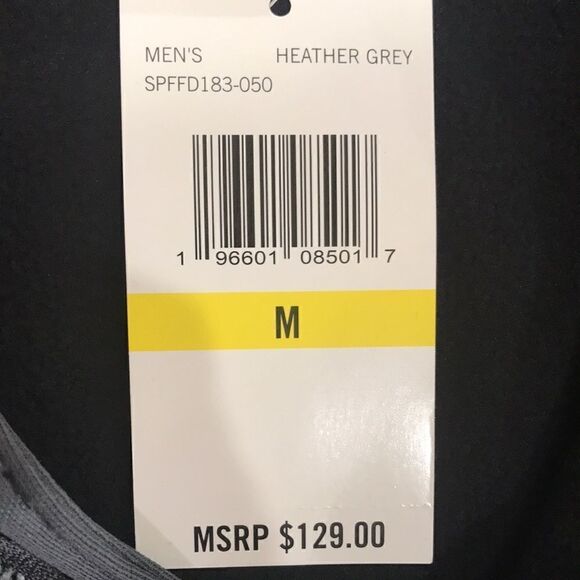 MEN'S HEATHER GREY
SPFFD183-050
1 96601 08501 7
M
MSRP $129.00